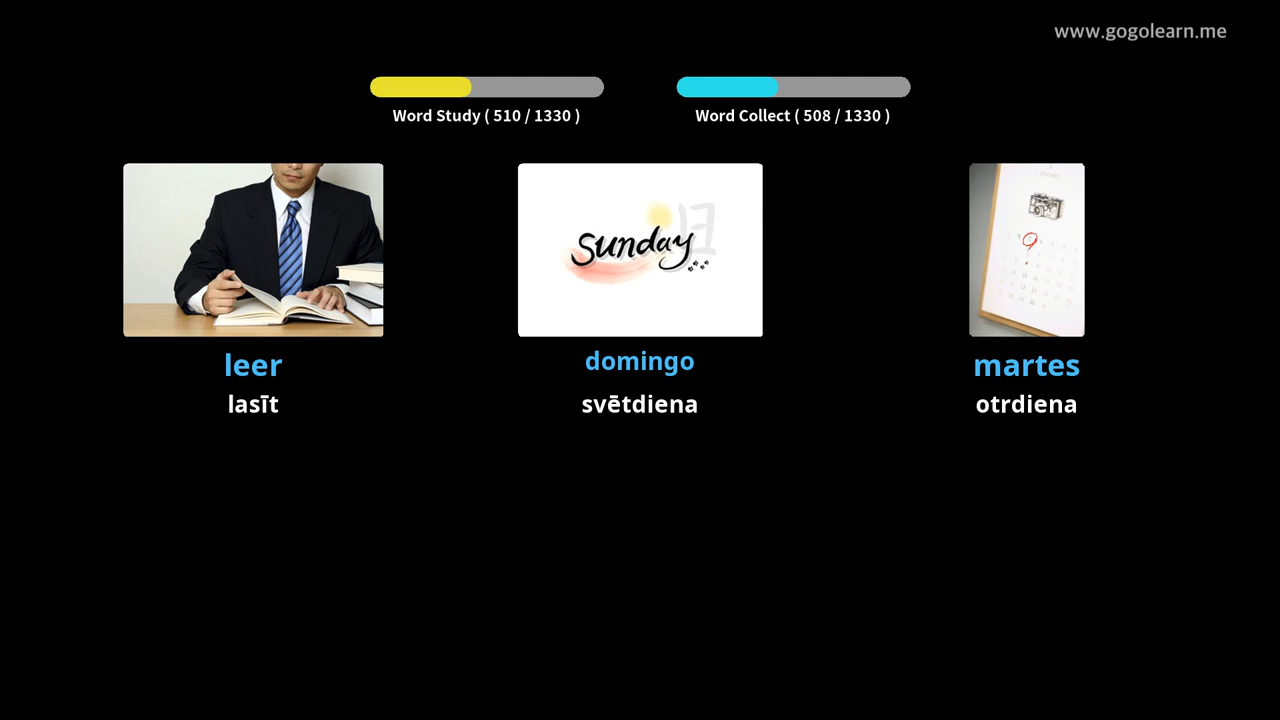 www.gogolearn.me
Word Study ( 510 / 1330 )
Word Collect ( 508 / 1330 )
Sunday
leer
domingo
martes
lasīt
svētdiena
otrdiena